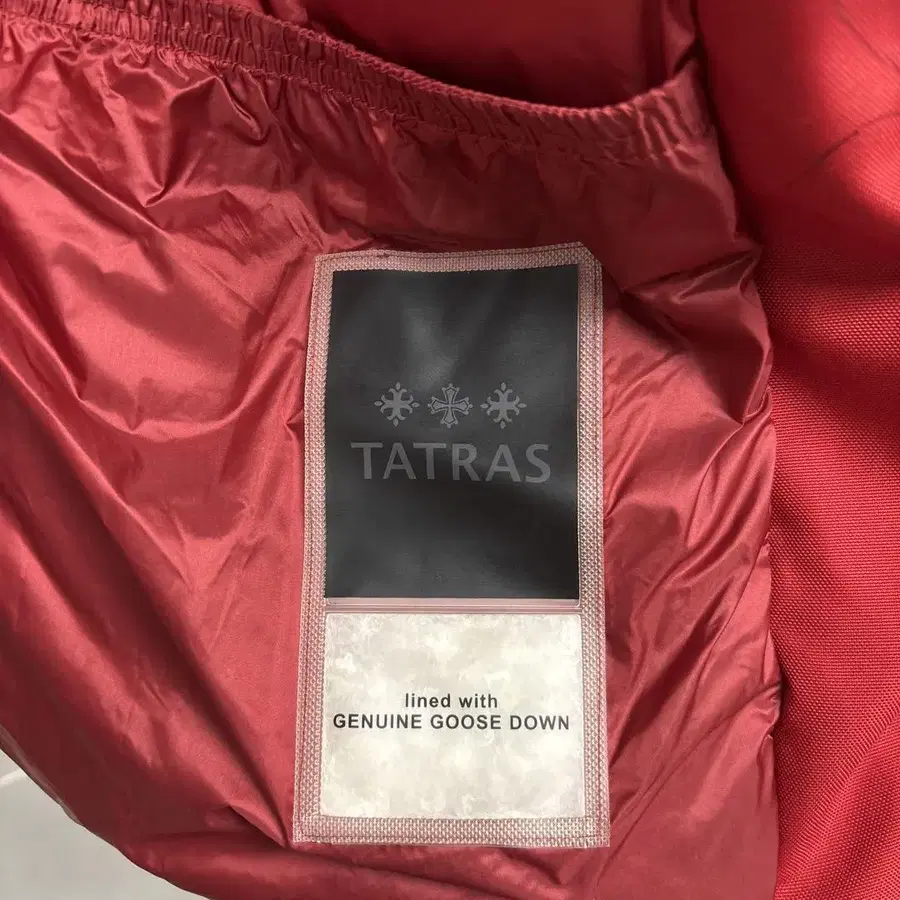 TATRAS
lined with
GENUINE GOOSE DOWN